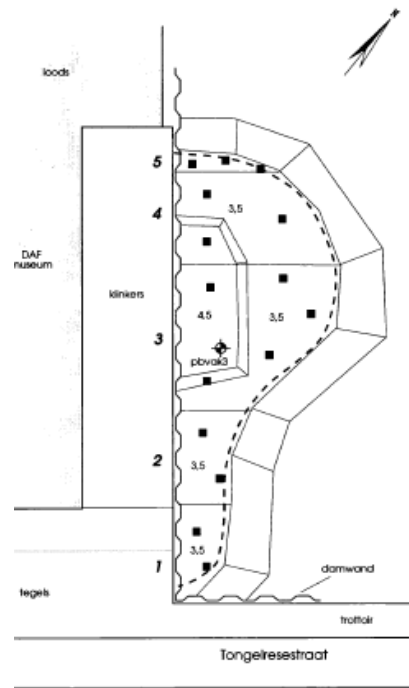 loods
5
4
3,5
DAF
museum
klinkers
4,5
3,5
3
pbvak3
2
3,5
3,5
1
damwand
tegels
trottoir
Tongelresestraat